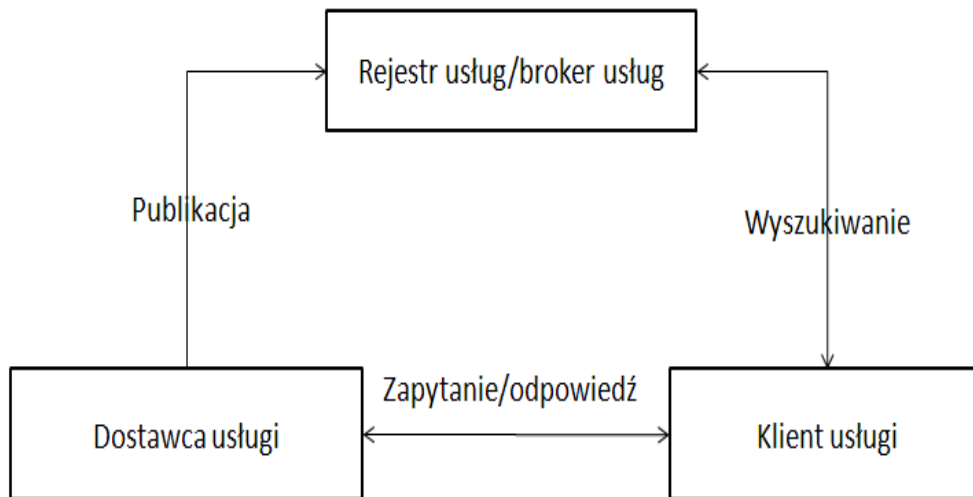 Rejestr usług/broker usług
Publikacja
Wyszukiwanie
Zapytanie/odpowiedź
Dostawca usługi
Klient usługi